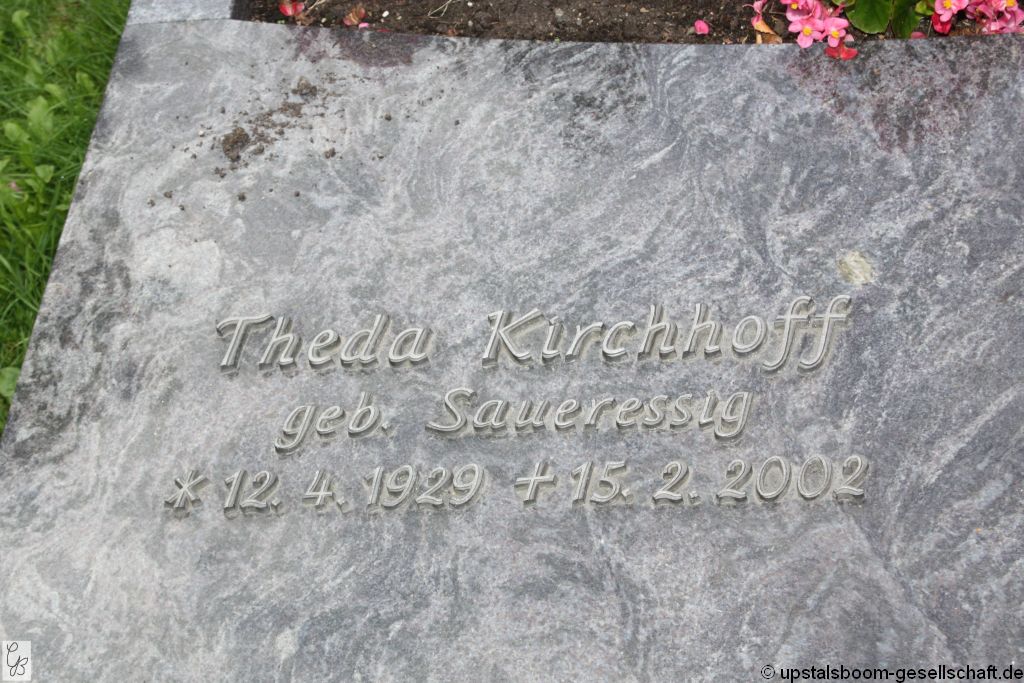 Theda Kirchhoff
geb. Saueressig
* 12. 4. 1929 ✝ 15. 2. 2002
© upstalsboom-gesellschaft.de